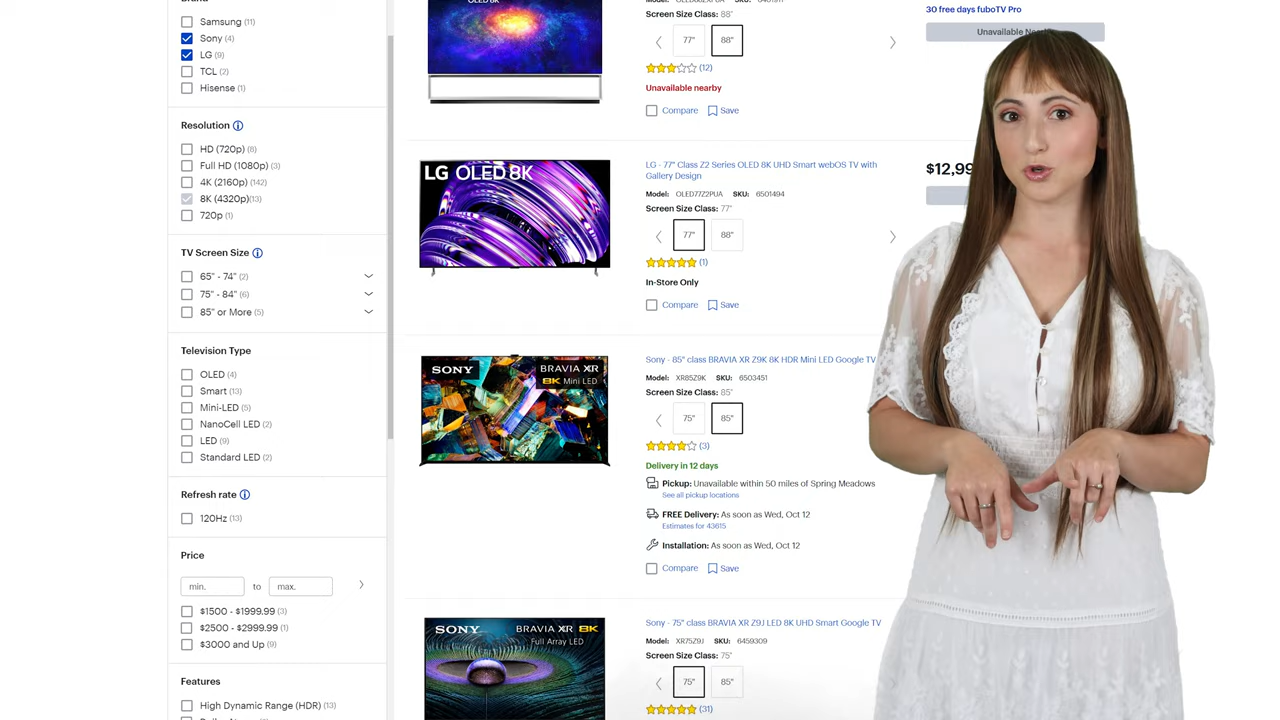 Samsung (11)
Sony (4)
LG (9)
TCL (2)
Hisense (1)
Resolution
HD (720p) (8)
Full HD (1080p) (3)
4K (2160p) (142)
8K (4320p)(13)
720p (1)
TV Screen Size
65" - 74" (2)
75" - 84" (6)
85" or More (5)
Television Type
OLED (4)
Smart (13)
Mini-LED (5)
NanoCell LED (2)
LED (9)
Standard LED (2)
Refresh rate
120Hz (13)
Price
min. to max.
$1500 - $1999.99 (3)
$2500 - $2999.99 (1)
$3000 and Up (9)
Features
High Dynamic Range (HDR) (13)
Screen Size Class: 88"
77" 88"
(12)
Unavailable nearby
Compare Save
30 free days fuboTV Pro
Unavailable
LG OLED 8K
LG - 77" Class Z2 Series OLED 8K UHD Smart webOS TV with
Gallery Design
Model: OLED77Z2PUA SKU: 6501494
Screen Size Class: 77"
77" 88"
(1)
In-Store Only
Compare Save
$12,99
SONY BRAVIA XR
8K Mini LED
Sony - 85" class BRAVIA XR Z9K 8K HDR Mini LED Google TV
Model: XR85Z9K SKU: 6503451
Screen Size Class: 85"
75" 85"
(3)
Delivery in 12 days
Pickup: Unavailable within 50 miles of Spring Meadows
See all pickup locations
FREE Delivery: As soon as Wed, Oct 12
Estimates for 43615
Installation: As soon as Wed, Oct 12
Compare Save
SONY BRAVIA XR 8K
Full Array LED
Sony - 75" class BRAVIA XR Z9J LED 8K UHD Smart Google TV
Model: XR75Z9J SKU: 6459309
Screen Size Class: 75"
75" 85"
(31)